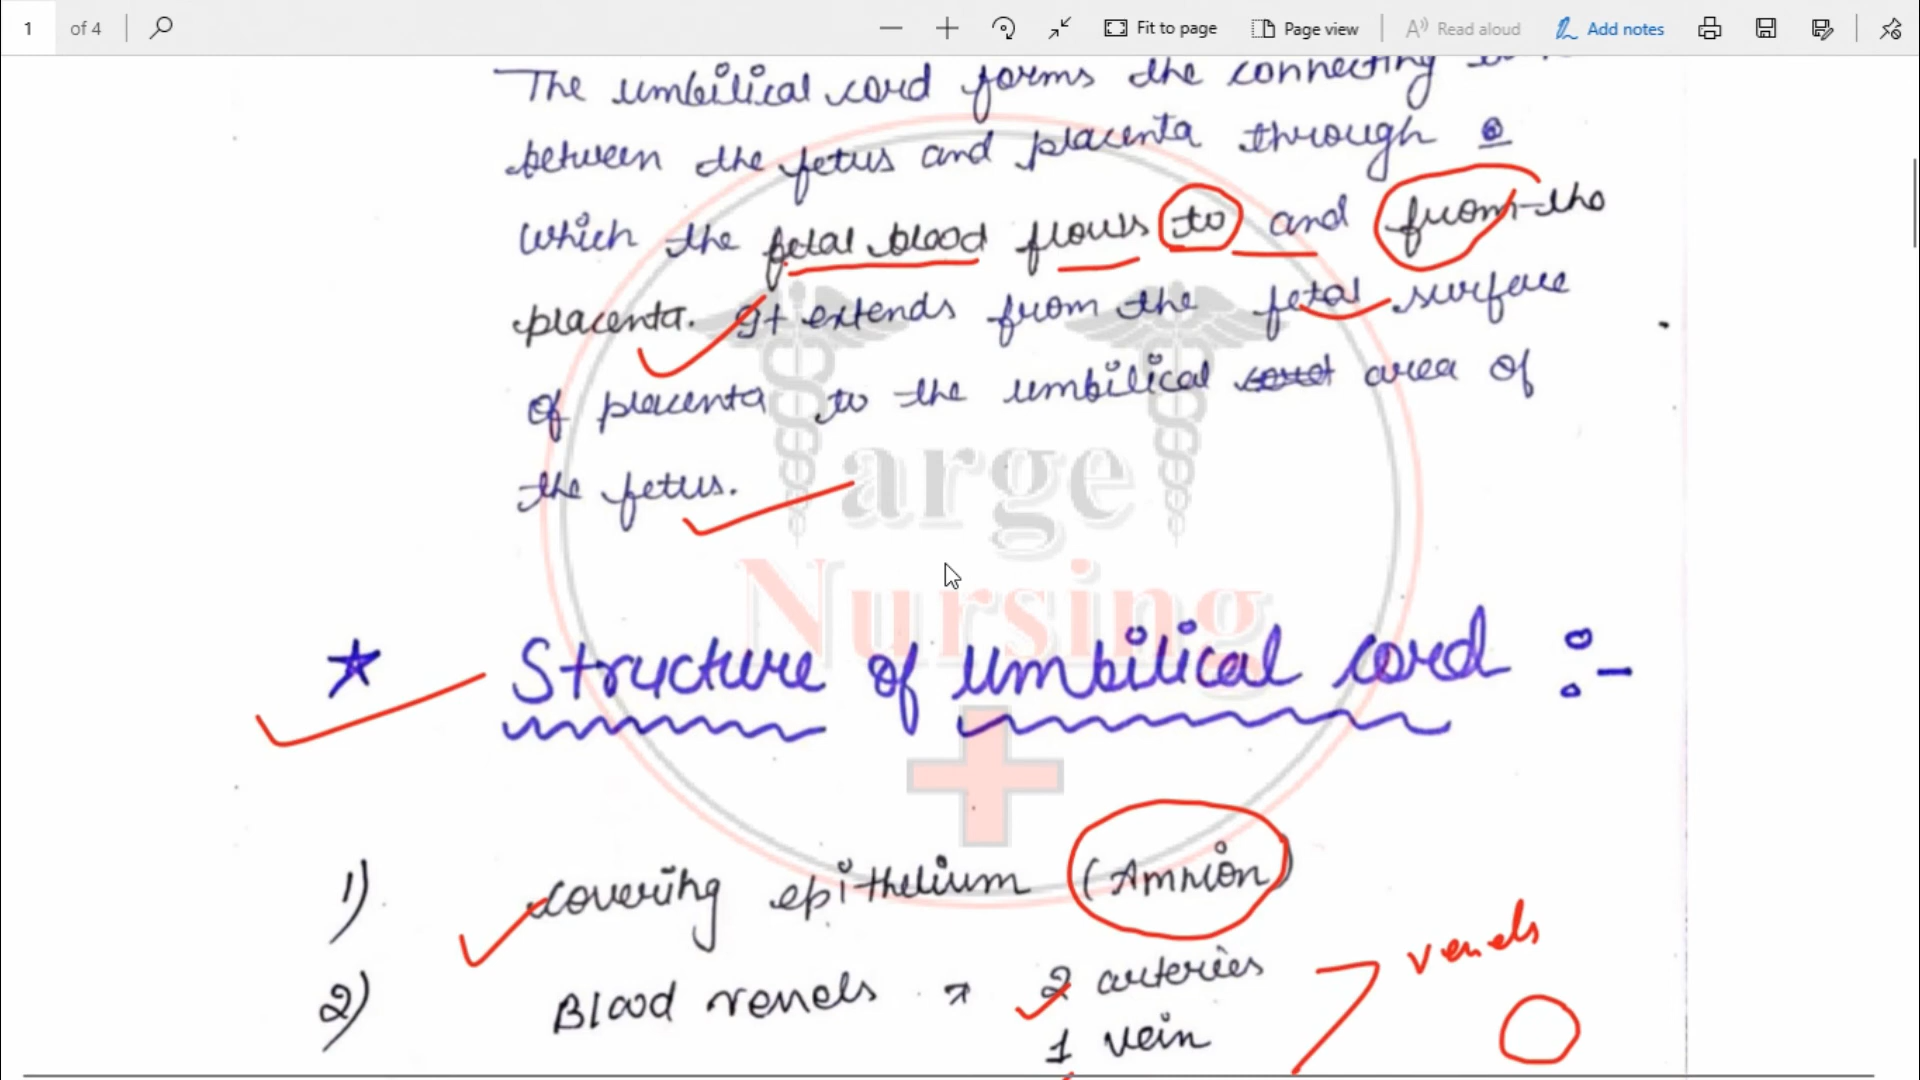 1 of 4 Fit to page Page view Read aloud Add notes
The umbilical cord forms the connecting
between the fetus and placenta through
which the fetal blood flows to and from the
placenta. It extends from the fetal surface
of placenta to the umbilical area of
the fetus.
arge
Nursing
★ Structure of umbilical cord :-
1) covering epithelium (Amnion)
2) Blood vessels → 2 arteries
vessels
1 vein